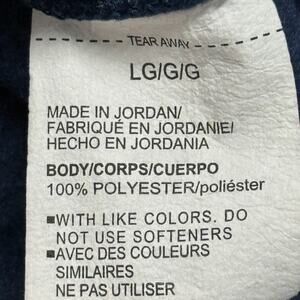 TEAR AWAY
LG/G/G
MADE IN JORDAN/
FABRIQUÉ EN JORDANIE/
HECHO EN JORDANIA
BODY/CORPS/CUERPO
100% POLYESTER/poliéster
▪WITH LIKE COLORS. DO
NOT USE SOFTENERS
▪AVEC DES COULEURS
SIMILAIRES
NE PAS UTILISER